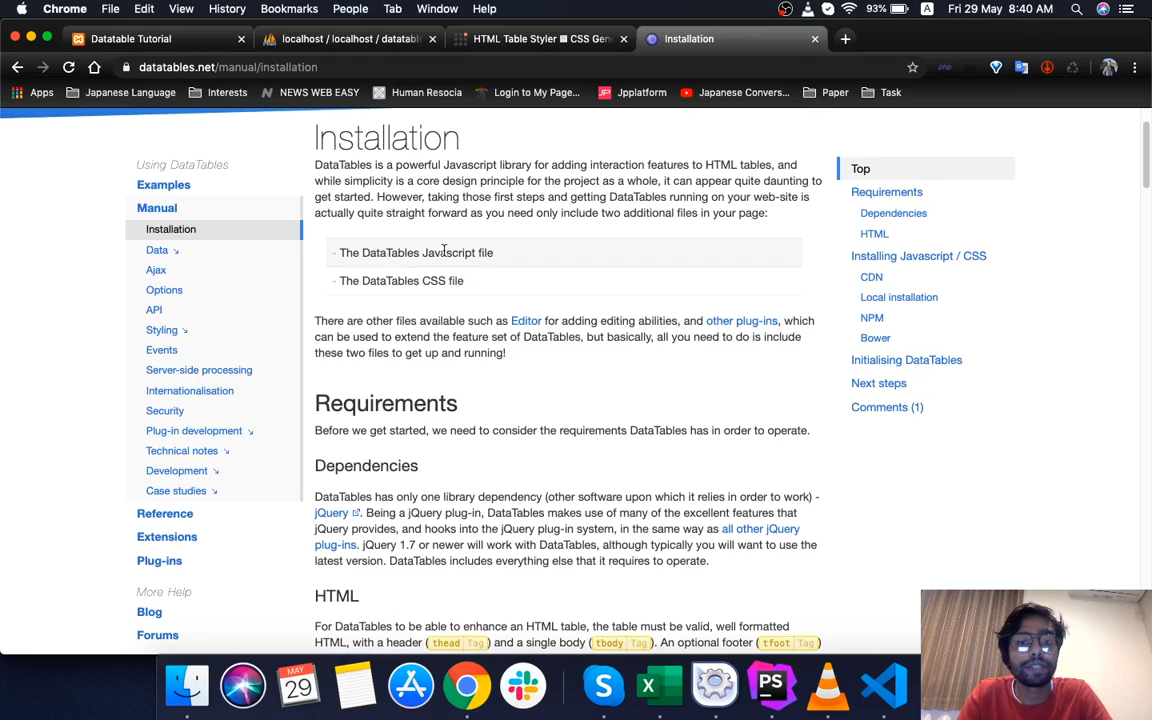 Chrome File Edit View History Bookmarks People Tab Window Help 93% A Fri 29 May 8:40 AM
Datatable Tutorial localhost / localhost / datatabl HTML Table Styler CSS Gen Installation
datatables.net/manual/installation php
Apps Japanese Language Interests NEWS WEB EASY Human Resocia Login to My Page... Jpplatform Japanese Convers... Paper Task
Using DataTables
Examples
Manual
Installation
Data
Ajax
Options
API
Styling
Events
Server-side processing
Internationalisation
Security
Plug-in development
Technical notes
Development
Case studies
Reference
Extensions
Plug-ins
More Help
Blog
Forums
Installation
DataTables is a powerful Javascript library for adding interaction features to HTML tables, and
while simplicity is a core design principle for the project as a whole, it can appear quite daunting to
get started. However, taking those first steps and getting DataTables running on your web-site is
actually quite straight forward as you need only include two additional files in your page:
- The DataTables Javascript file
- The DataTables CSS file
There are other files available such as Editor for adding editing abilities, and other plug-ins, which
can be used to extend the feature set of DataTables, but basically, all you need to do is include
these two files to get up and running!
Requirements
Before we get started, we need to consider the requirements DataTables has in order to operate.
Dependencies
DataTables has only one library dependency (other software upon which it relies in order to work) -
jQuery. Being a jQuery plug-in, DataTables makes use of many of the excellent features that
jQuery provides, and hooks into the jQuery plug-in system, in the same way as all other jQuery
plug-ins. jQuery 1.7 or newer will work with DataTables, although typically you will want to use the
latest version. DataTables includes everything else that it requires to operate.
HTML
For DataTables to be able to enhance an HTML table, the table must be valid, well formatted
HTML, with a header (thead Tag) and a single body (tbody Tag). An optional footer (tfoot Tag)
Top
Requirements
Dependencies
HTML
Installing Javascript / CSS
CDN
Local installation
NPM
Bower
Initialising DataTables
Next steps
Comments (1)
MAY
29
S
X
PS